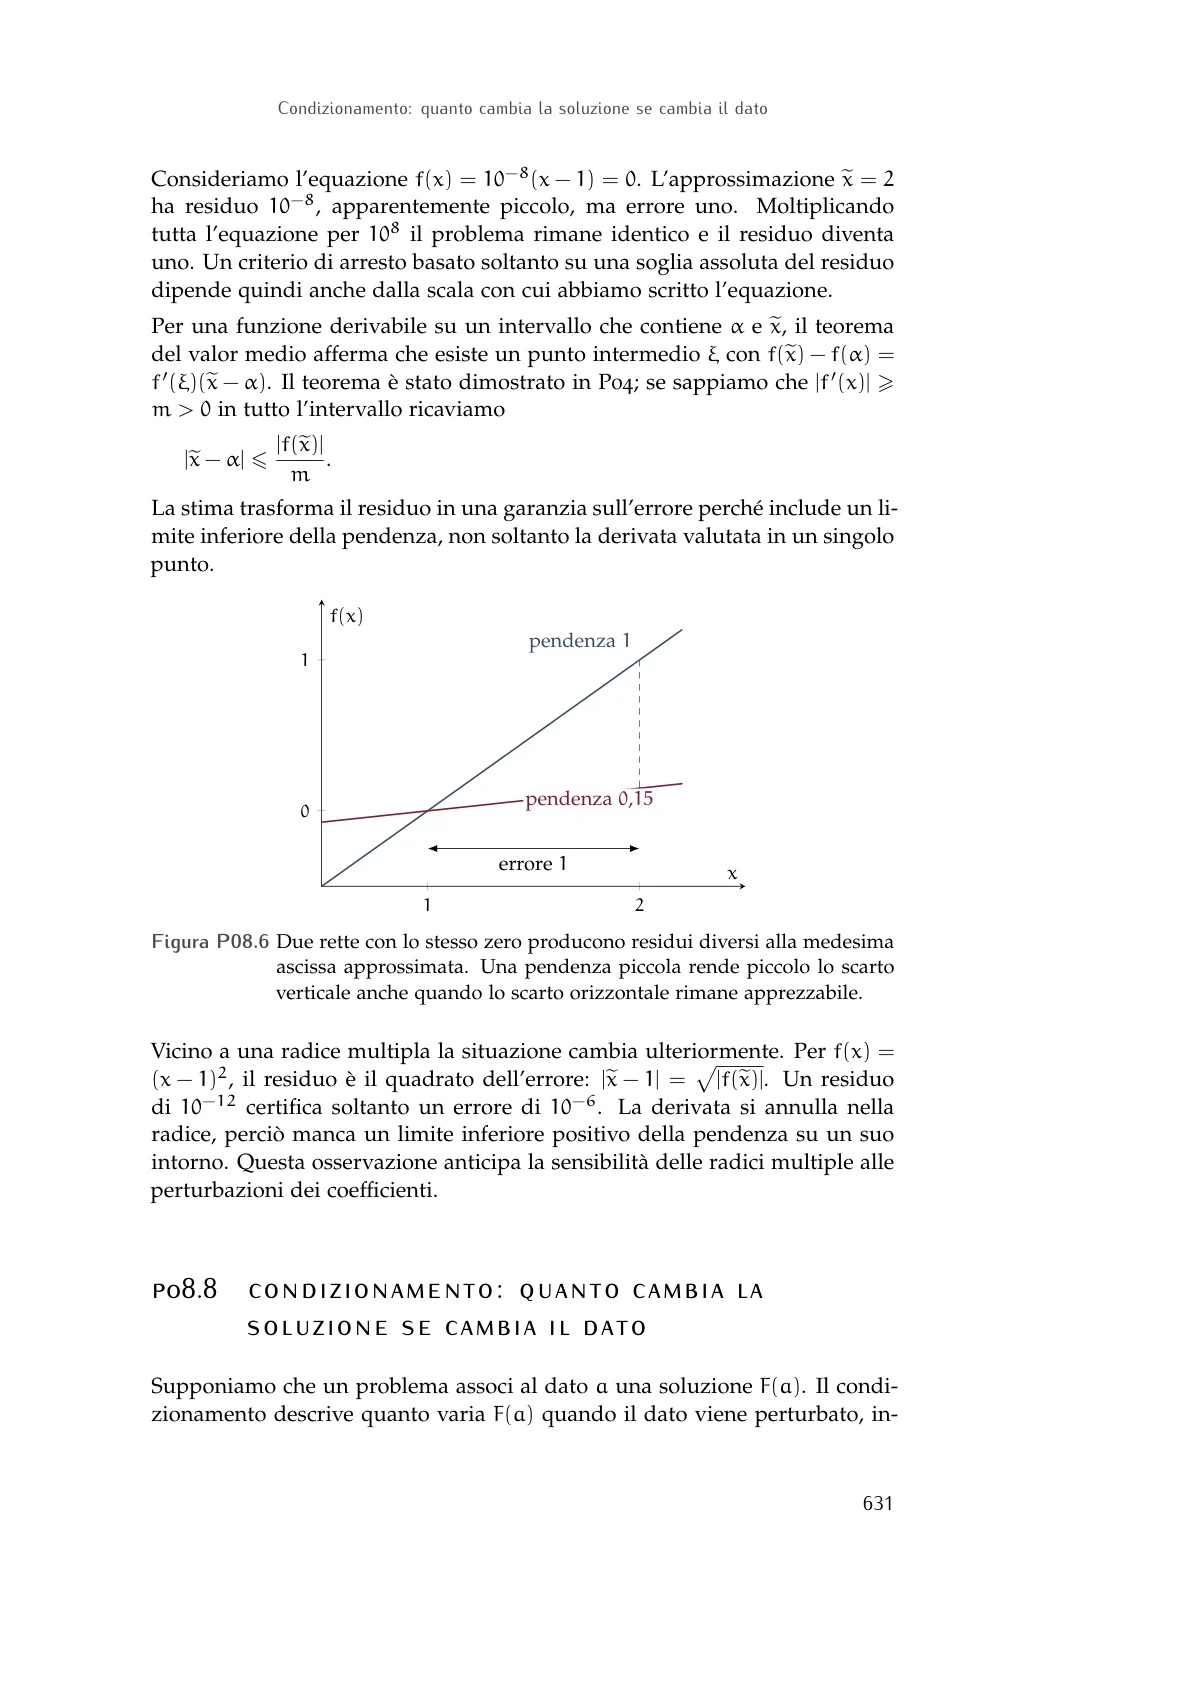 Condizionamento: quanto cambia la soluzione se cambia il dato
Consideriamo l'equazione f(x) = 10⁻⁸(x − 1) = 0. L'approssimazione x̃ = 2
ha residuo 10⁻⁸, apparentemente piccolo, ma errore uno. Moltiplicando
tutta l'equazione per 10⁸ il problema rimane identico e il residuo diventa
uno. Un criterio di arresto basato soltanto su una soglia assoluta del residuo
dipende quindi anche dalla scala con cui abbiamo scritto l'equazione.
Per una funzione derivabile su un intervallo che contiene α e x̃, il teorema
del valor medio afferma che esiste un punto intermedio ξ con f(x̃) − f(α) =
f′(ξ)(x̃ − α). Il teorema è stato dimostrato in P04; se sappiamo che |f′(x)| ⩾
m > 0 in tutto l'intervallo ricaviamo
|x̃ − α| ⩽ |f(x̃)| / m.
La stima trasforma il residuo in una garanzia sull'errore perché include un li-
mite inferiore della pendenza, non soltanto la derivata valutata in un singolo
punto.
f(x)
pendenza 1
1
pendenza 0,15
0
errore 1
x
1 2
Figura P08.6 Due rette con lo stesso zero producono residui diversi alla medesima
ascissa approssimata. Una pendenza piccola rende piccolo lo scarto
verticale anche quando lo scarto orizzontale rimane apprezzabile.
Vicino a una radice multipla la situazione cambia ulteriormente. Per f(x) =
(x − 1)², il residuo è il quadrato dell'errore: |x̃ − 1| = √|f(x̃)|. Un residuo
di 10⁻¹² certifica soltanto un errore di 10⁻⁶. La derivata si annulla nella
radice, perciò manca un limite inferiore positivo della pendenza su un suo
intorno. Questa osservazione anticipa la sensibilità delle radici multiple alle
perturbazioni dei coefficienti.
P08.8 CONDIZIONAMENTO: QUANTO CAMBIA LA
SOLUZIONE SE CAMBIA IL DATO
Supponiamo che un problema associ al dato a una soluzione F(a). Il condi-
zionamento descrive quanto varia F(a) quando il dato viene perturbato, in-
631